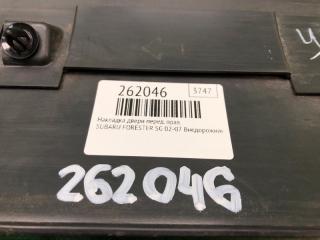 262046 3747
Накладка двери перед. прав.
SUBARU FORESTER SG 02-07 Внедорожник
262046